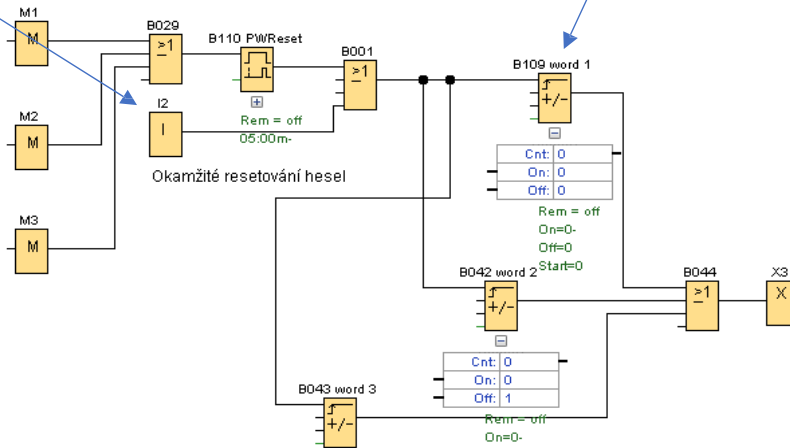 M1
M
B029
>1
B110 PWReset
Rem = off
05:00m-
B001
>1
B109 word 1
+/-
Cnt: 0
On: 0
Off: 0
Rem = off
On=0-
Off=0
Start=0
I2
I
M2
M
Okamžité resetování hesel
M3
M
B042 word 2
+/-
Cnt: 0
On: 0
Off: 1
Rem = off
On=0-
B044
>1
X3
X
B043 word 3
+/-